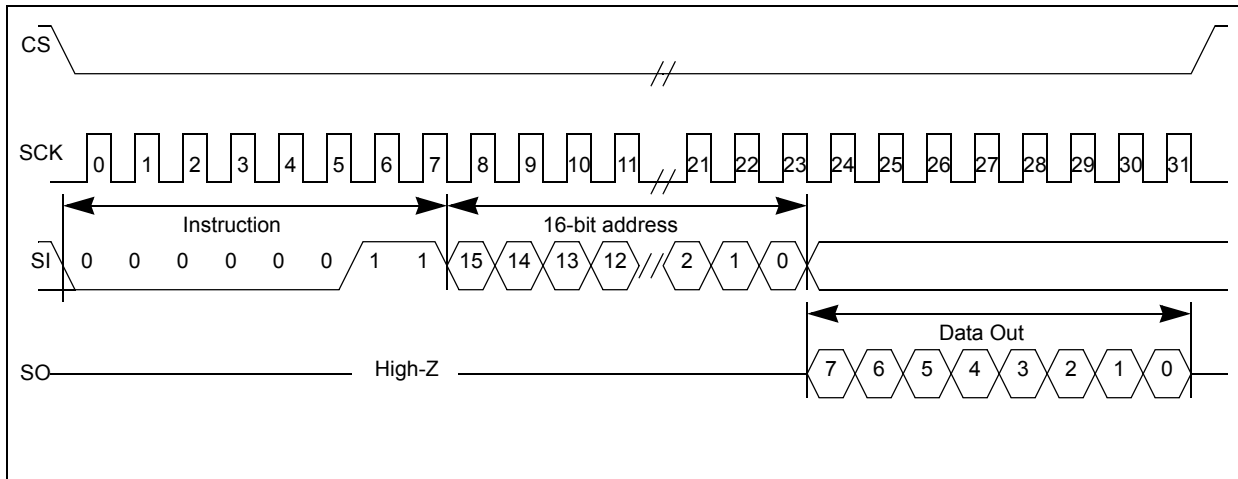 CS
SCK 0 1 2 3 4 5 6 7 8 9 10 11 21 22 23 24 25 26 27 28 29 30 31
Instruction 16-bit address
SI 0 0 0 0 0 0 1 1 15 14 13 12 2 1 0
Data Out
SO High-Z 7 6 5 4 3 2 1 0